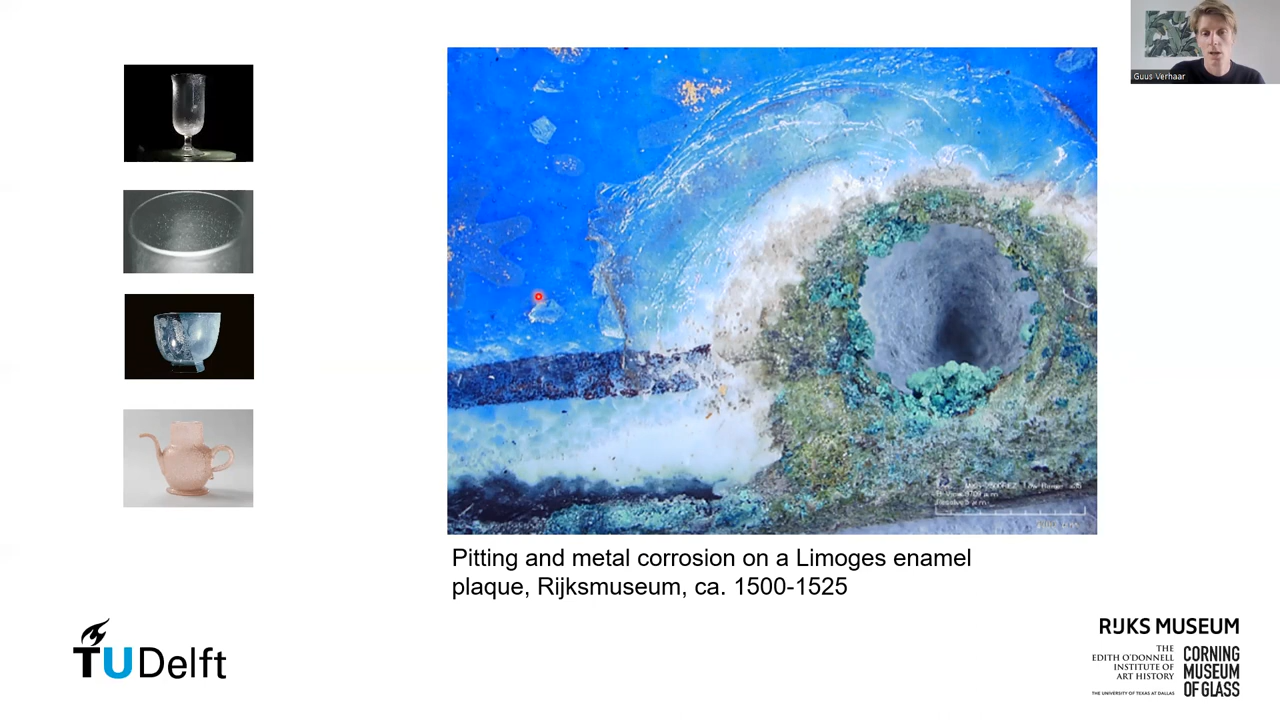 Guus Verhaar
Pitting and metal corrosion on a Limoges enamel
plaque, Rijksmuseum, ca. 1500-1525
TUDelft
RIJKS MUSEUM
THE
EDITH O'DONNELL
INSTITUTE OF
ART HISTORY
THE UNIVERSITY OF TEXAS AT DALLAS
CORNING
MUSEUM
OF GLASS